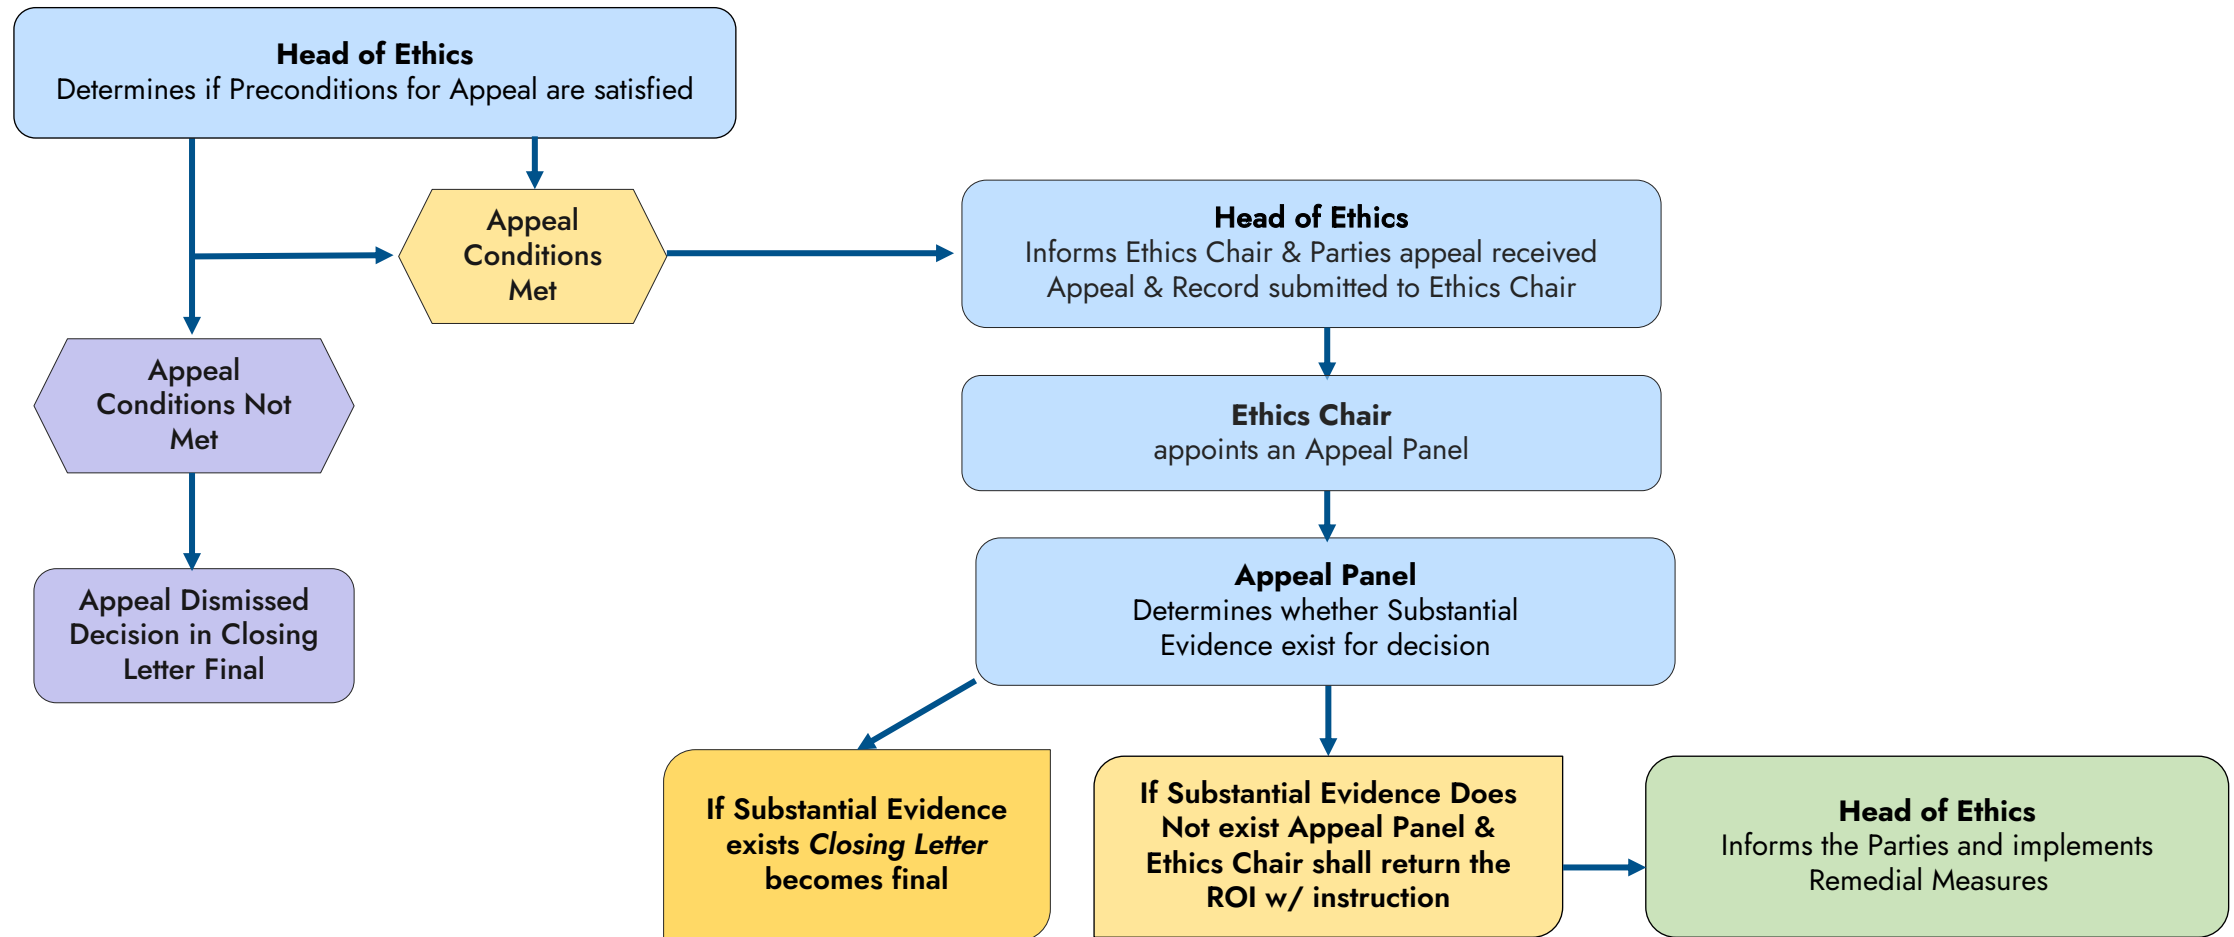 Head of Ethics
Determines if Preconditions for Appeal are satisfied
Appeal
Conditions
Met
Head of Ethics
Informs Ethics Chair & Parties appeal received
Appeal & Record submitted to Ethics Chair
Appeal
Conditions Not
Met
Ethics Chair
appoints an Appeal Panel
Appeal Dismissed
Decision in Closing
Letter Final
Appeal Panel
Determines whether Substantial
Evidence exist for decision
If Substantial Evidence
exists Closing Letter
becomes final
If Substantial Evidence Does
Not exist Appeal Panel &
Ethics Chair shall return the
ROI w/ instruction
Head of Ethics
Informs the Parties and implements
Remedial Measures